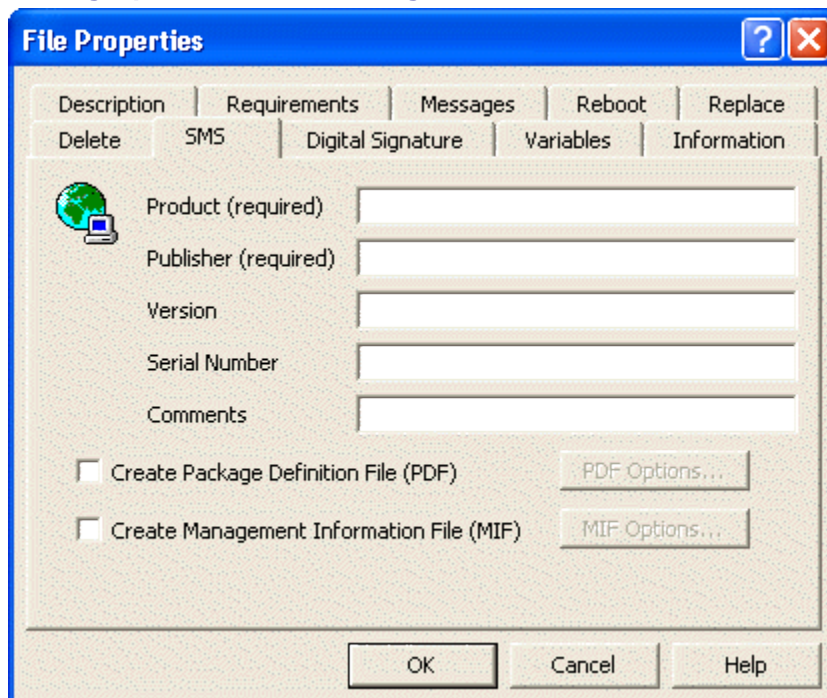 File Properties
Description Requirements Messages Reboot Replace
Delete SMS Digital Signature Variables Information
Product (required)
Publisher (required)
Version
Serial Number
Comments
Create Package Definition File (PDF) PDF Options...
Create Management Information File (MIF) MIF Options...
OK Cancel Help